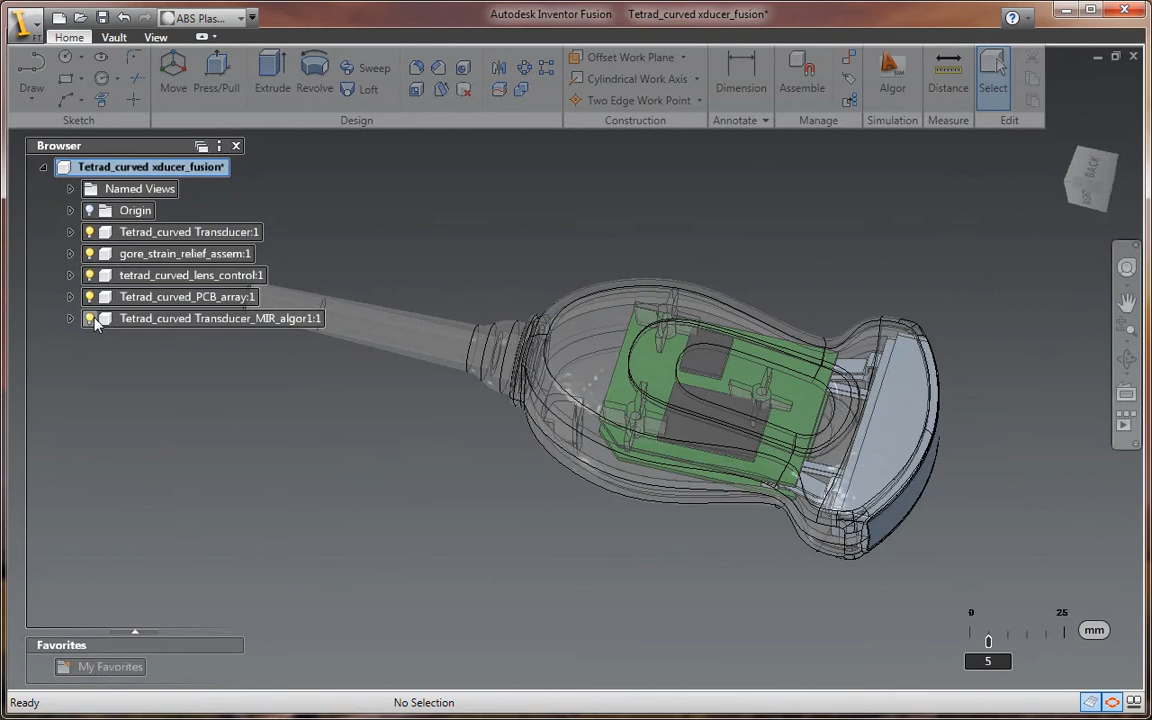 ABS Plas...
Autodesk Inventor Fusion Tetrad_curved xducer_fusion*
FT
Home Vault View
Draw
Move Press/Pull
Extrude Revolve
Sweep
Loft
Offset Work Plane
Cylindrical Work Axis
Two Edge Work Point
Dimension
Assemble
SIM
Algor
Distance
Select
Sketch Design Construction Annotate Manage Simulation Measure Edit
Browser
Tetrad_curved xducer_fusion*
Named Views
Origin
Tetrad_curved Transducer:1
gore_strain_relief_assem:1
tetrad_curved_lens_control:1
Tetrad_curved_PCB_array:1
Tetrad_curved Transducer_MIR_algor1:1
BACK
0 25
mm
5
Favorites
My Favorites
Ready No Selection